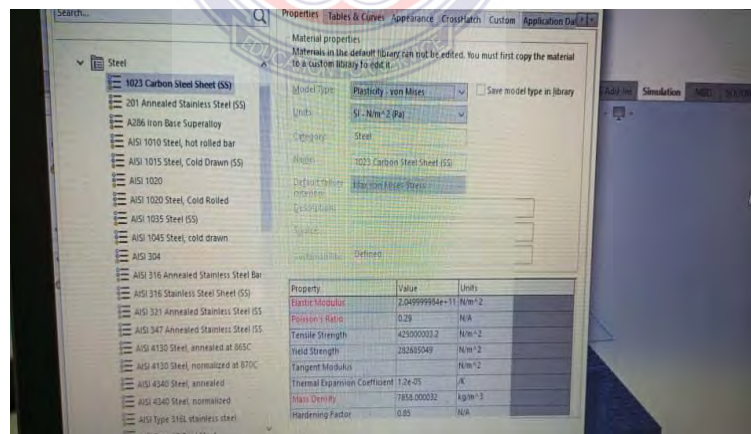 Search...
Steel
1023 Carbon Steel Sheet (SS)
201 Annealed Stainless Steel (SS)
A286 Iron Base Superalloy
AISI 1010 Steel, hot rolled bar
AISI 1015 Steel, Cold Drawn (SS)
AISI 1020
AISI 1020 Steel, Cold Rolled
AISI 1035 Steel (SS)
AISI 1045 Steel, cold drawn
AISI 304
AISI 316 Annealed Stainless Steel Bar
AISI 316 Stainless Steel Sheet (SS)
AISI 321 Annealed Stainless Steel (SS
AISI 347 Annealed Stainless Steel (SS
AISI 4130 Steel, annealed at 865C
AISI 4130 Steel, normalized at 870C
AISI 4340 Steel, annealed
AISI 4340 Steel, normalized
AISI Type 316L stainless steel
Properties Tables & Curves Appearance CrossHatch Custom Application Da
Material properties
Materials in the default library can not be edited. You must first copy the material
to a custom library to edit it.
Model Type: Plasticity - von Mises Save model type in library
Units: SI - N/m^2 (Pa)
Category: Steel
Name: 1023 Carbon Steel Sheet (SS)
Default failure criterion: Max von Mises Stress
Description:
Source:
Defined
Property Value Units
Elastic Modulus 2.049999984e+11 N/m^2
Poisson's Ratio 0.29 N/A
Tensile Strength 425000003.2 N/m^2
Yield Strength 282685049 N/m^2
Tangent Modulus N/m^2
Thermal Expansion Coefficient 1.2e-05 /K
Mass Density 7858.000032 kg/m^3
Hardening Factor 0.85 N/A
Simulation MBD